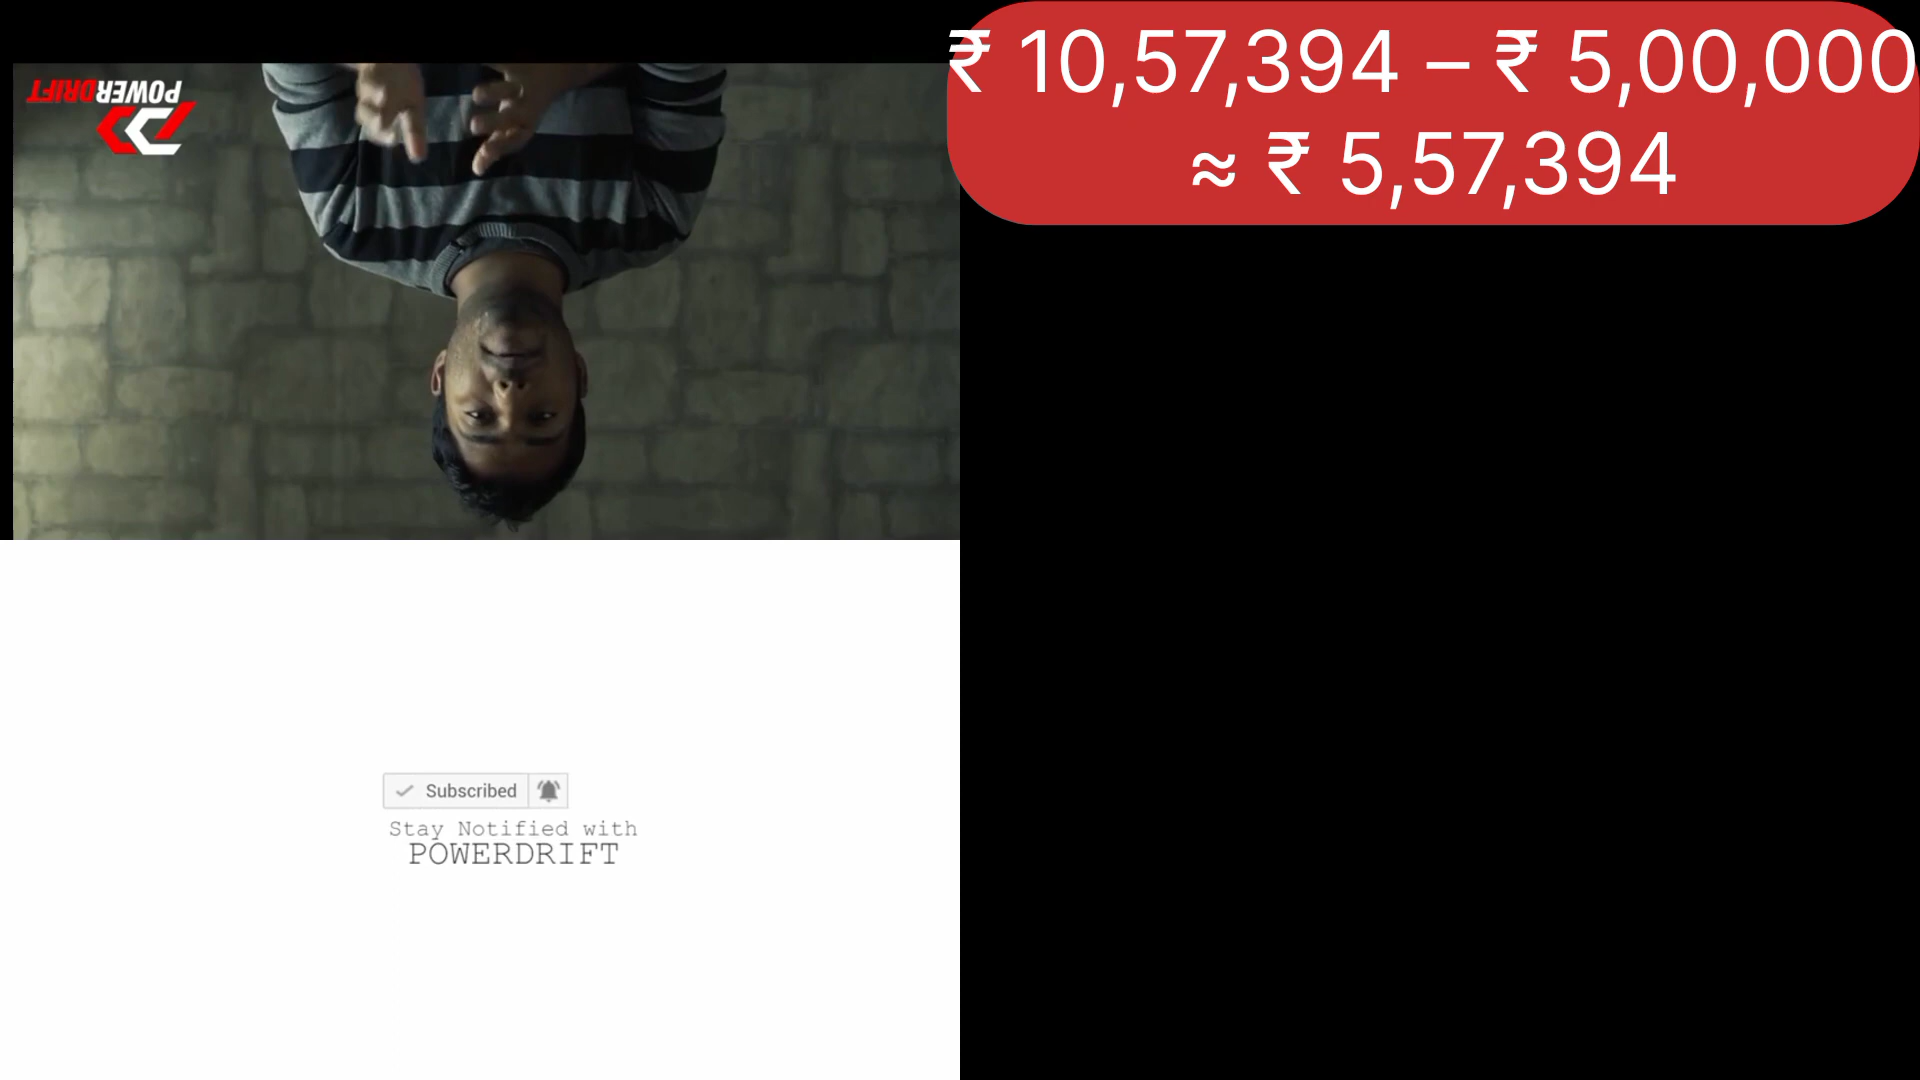 POWERDRIFT
₹ 10,57,394 – ₹ 5,00,000
≈ ₹ 5,57,394
Subscribed
Stay Notified with
POWERDRIFT